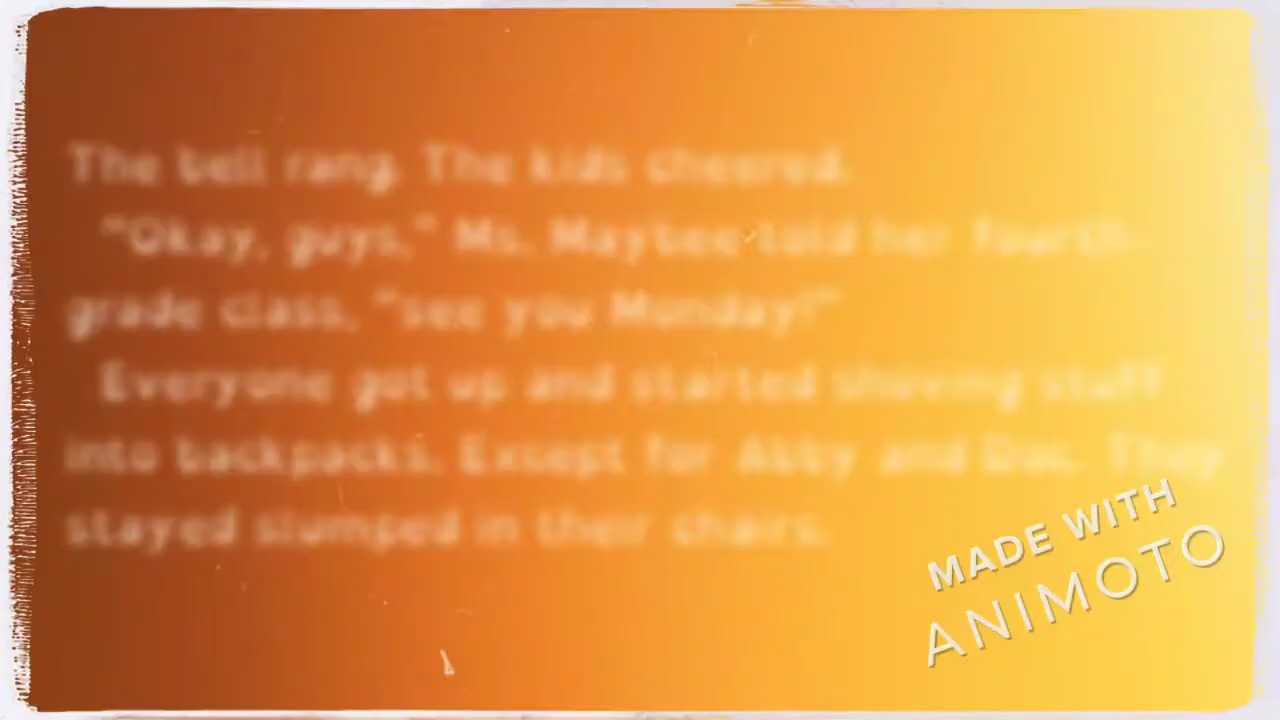 The bell rang. The kids cheered.
"Okay, guys," Ms. Maybee told her fourth-
grade class, "see you Monday!"
Everyone got up and started shoving stuff
into backpacks. Except for Abby and Doc. They
stayed slumped in their chairs.
MADE WITH
ANIMOTO